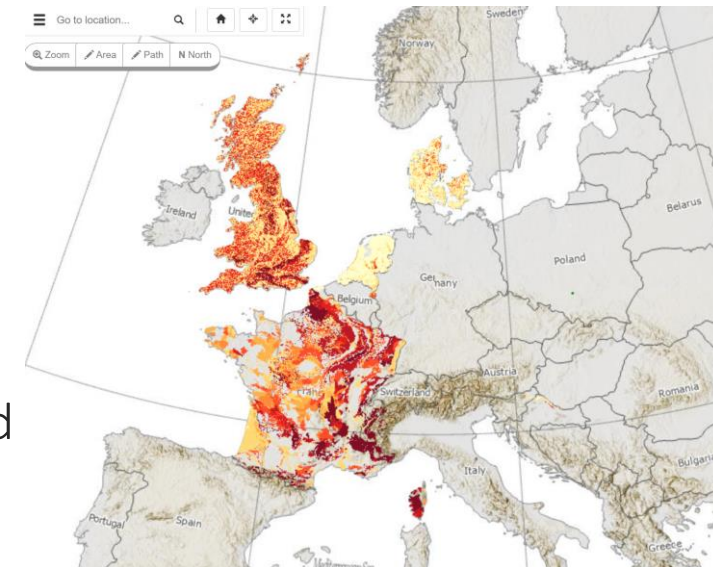 Go to location...
Zoom Area Path N North
Sweden
Norway
Ireland
United
Belarus
Poland
Germany
Belgium
Austria
Switzerland
Romania
Bulgaria
Italy
Portugal
Spain
Greece
d